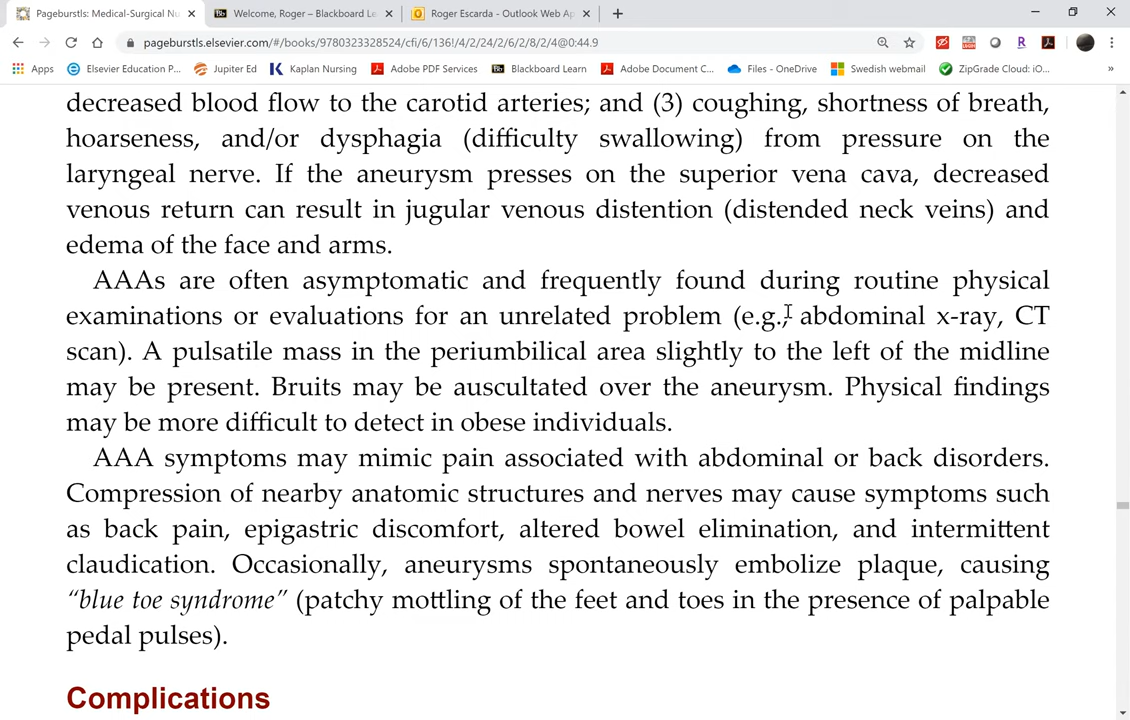 Pageburstls: Medical-Surgical Nu
Welcome, Roger – Blackboard Le
Roger Escarda - Outlook Web Ap
pageburstls.elsevier.com/#/books/9780323328524/cfi/6/136!/4/2/24/2/6/2/8/2/4@0:44.9
Apps Elsevier Education P... Jupiter Ed Kaplan Nursing Adobe PDF Services Blackboard Learn Adobe Document C... Files - OneDrive Swedish webmail ZipGrade Cloud: iO... »
decreased blood flow to the carotid arteries; and (3) coughing, shortness of breath,
hoarseness, and/or dysphagia (difficulty swallowing) from pressure on the
laryngeal nerve. If the aneurysm presses on the superior vena cava, decreased
venous return can result in jugular venous distention (distended neck veins) and
edema of the face and arms.
AAAs are often asymptomatic and frequently found during routine physical
examinations or evaluations for an unrelated problem (e.g., abdominal x-ray, CT
scan). A pulsatile mass in the periumbilical area slightly to the left of the midline
may be present. Bruits may be auscultated over the aneurysm. Physical findings
may be more difficult to detect in obese individuals.
AAA symptoms may mimic pain associated with abdominal or back disorders.
Compression of nearby anatomic structures and nerves may cause symptoms such
as back pain, epigastric discomfort, altered bowel elimination, and intermittent
claudication. Occasionally, aneurysms spontaneously embolize plaque, causing
“blue toe syndrome” (patchy mottling of the feet and toes in the presence of palpable
pedal pulses).
Complications